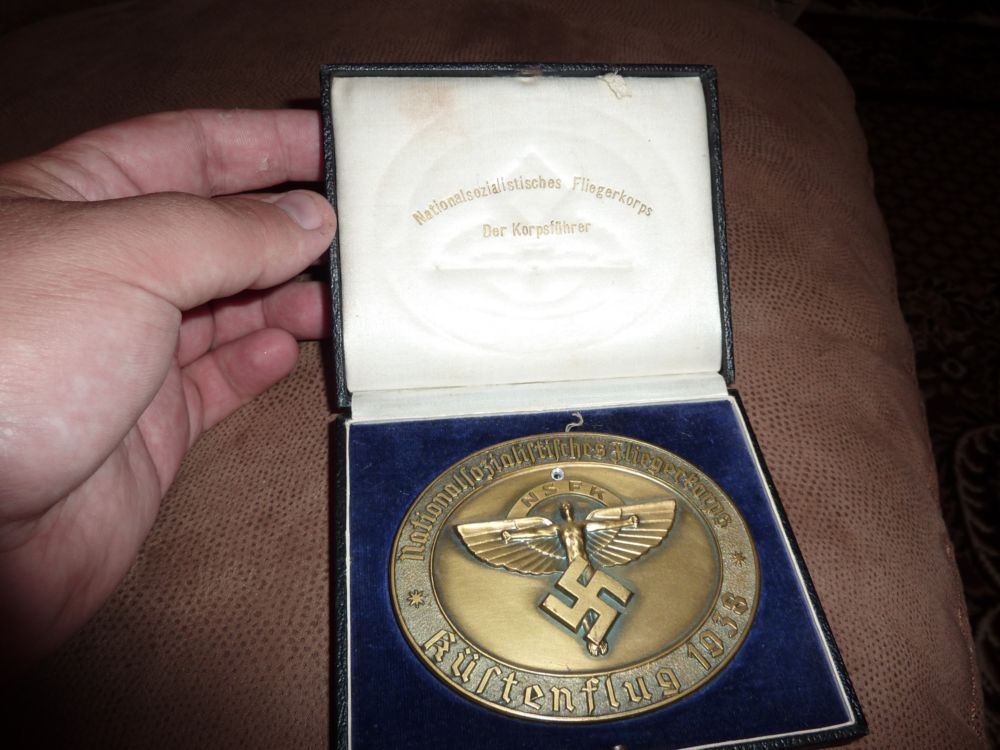 Nationalsozialistisches Fliegerkorps
Der Korpsführer
Nationalsozialistisches Fliegerkorps
NSFK
Küstenflug 1938